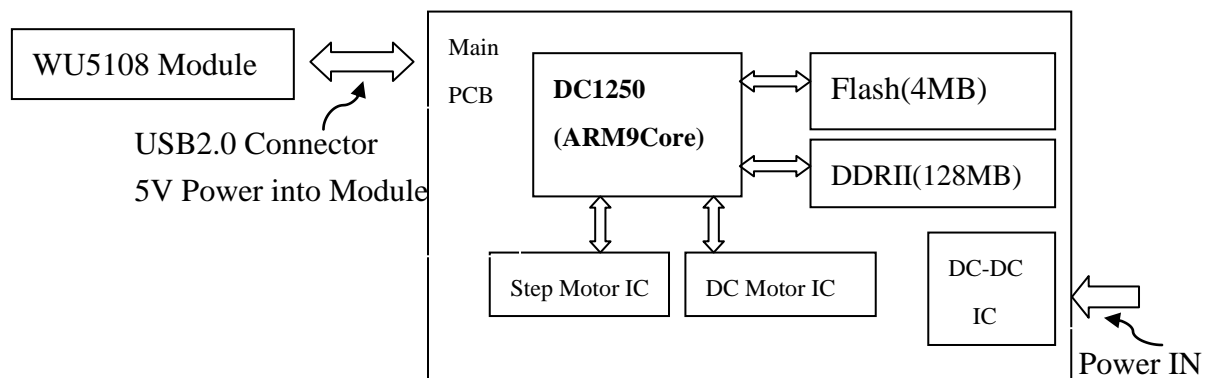 WU5108 Module
USB2.0 Connector
5V Power into Module
Main
PCB
DC1250
(ARM9Core)
Flash(4MB)
DDRII(128MB)
Step Motor IC
DC Motor IC
DC-DC
IC
Power IN